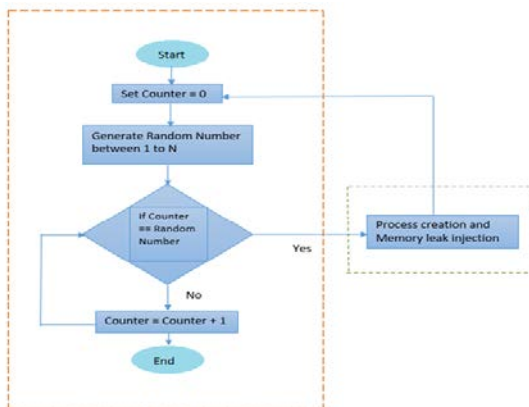 Start
Set Counter = 0
Generate Random Number
between 1 to N
If Counter
== Random
Number
Yes
Process creation and
Memory leak injection
No
Counter = Counter + 1
End